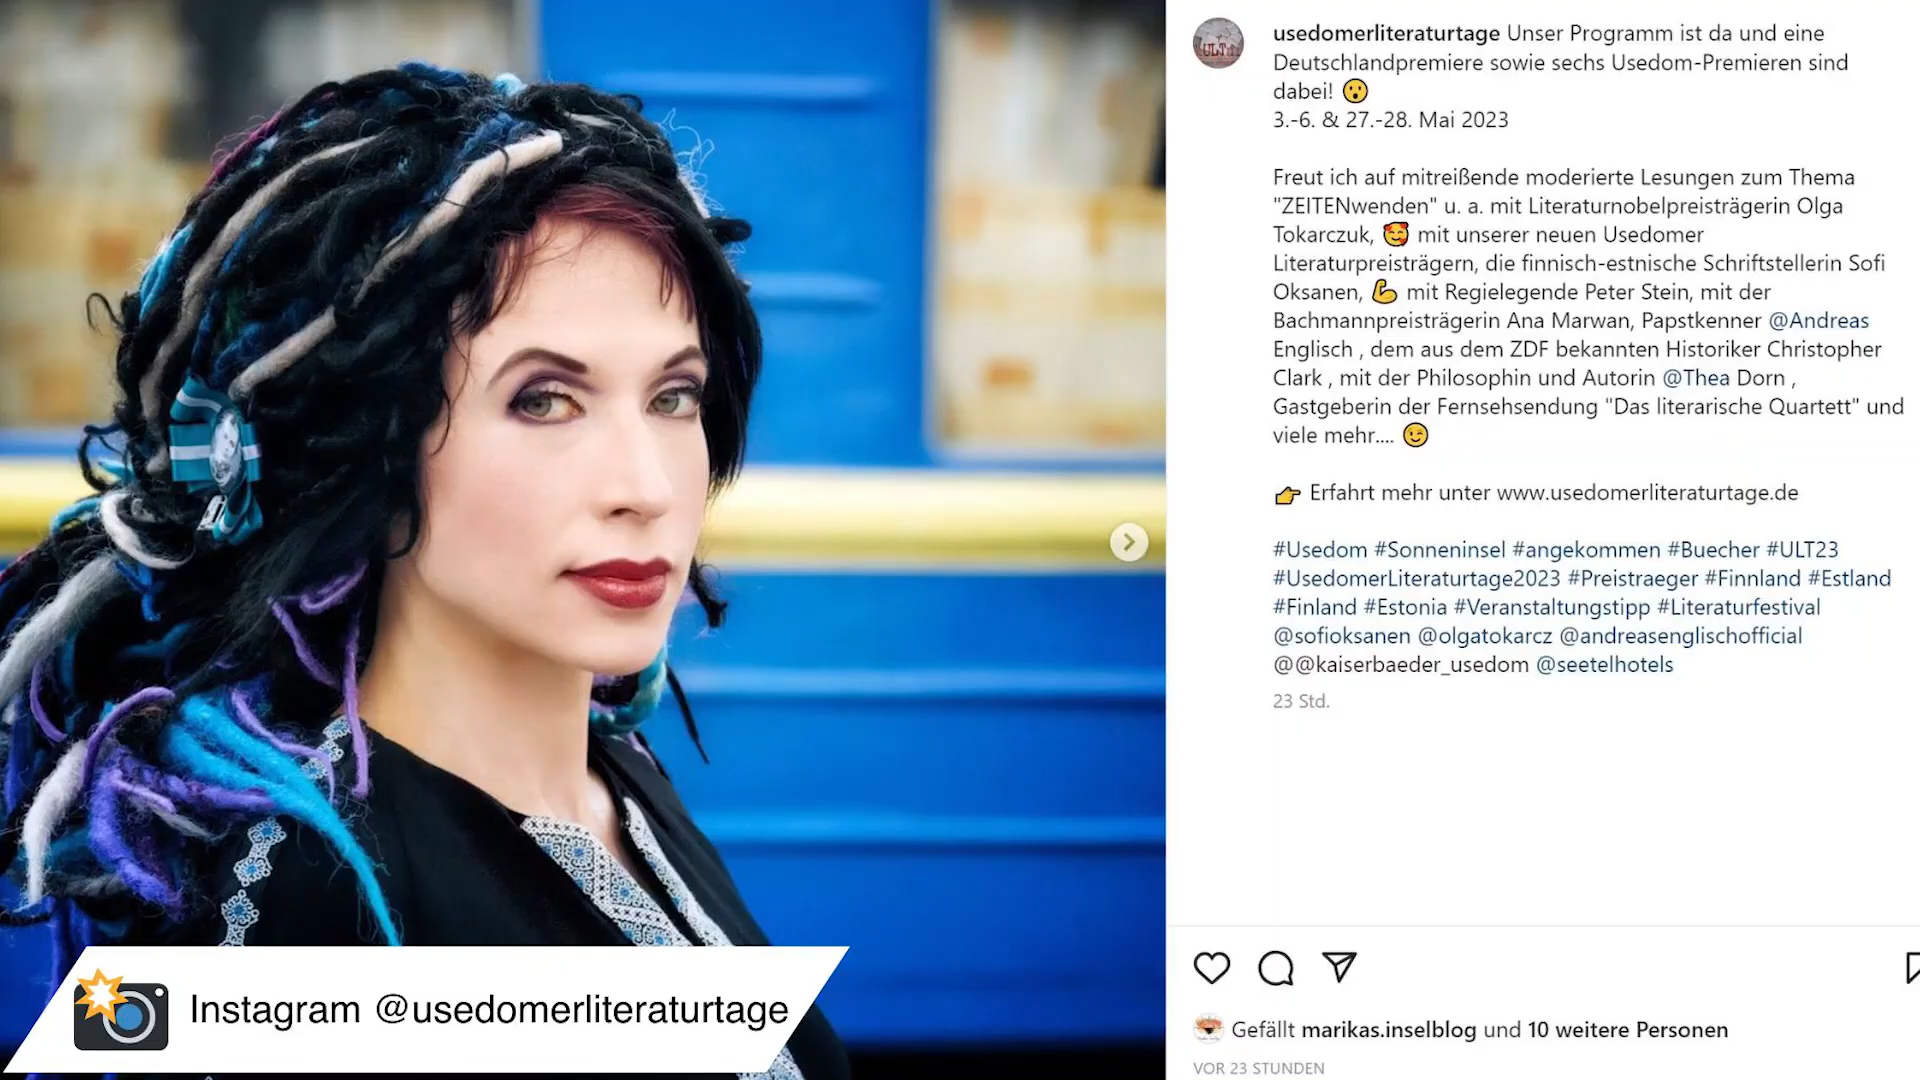 usedomerliteraturtage Unser Programm ist da und eine
Deutschlandpremiere sowie sechs Usedom-Premieren sind
dabei! 😮
3.-6. & 27.-28. Mai 2023
Freut ich auf mitreißende moderierte Lesungen zum Thema
"ZEITENwenden" u. a. mit Literaturnobelpreisträgerin Olga
Tokarczuk, 🥰 mit unserer neuen Usedomer
Literaturpreisträgern, die finnisch-estnische Schriftstellerin Sofi
Oksanen, 💪 mit Regielegende Peter Stein, mit der
Bachmannpreisträgerin Ana Marwan, Papstkenner @Andreas
Englisch , dem aus dem ZDF bekannten Historiker Christopher
Clark , mit der Philosophin und Autorin @Thea Dorn ,
Gastgeberin der Fernsehsendung "Das literarische Quartett" und
viele mehr.... 😉
👉 Erfahrt mehr unter www.usedomerliteraturtage.de
#Usedom #Sonneninsel #angekommen #Buecher #ULT23
#UsedomerLiteraturtage2023 #Preistraeger #Finnland #Estland
#Finland #Estonia #Veranstaltungstipp #Literaturfestival
@sofioksanen @olgatokarcz @andreasenglischofficial
@@kaiserbaeder_usedom @seetelhotels
23 Std.
Gefällt marikas.inselblog und 10 weitere Personen
VOR 23 STUNDEN
Instagram @usedomerliteraturtage